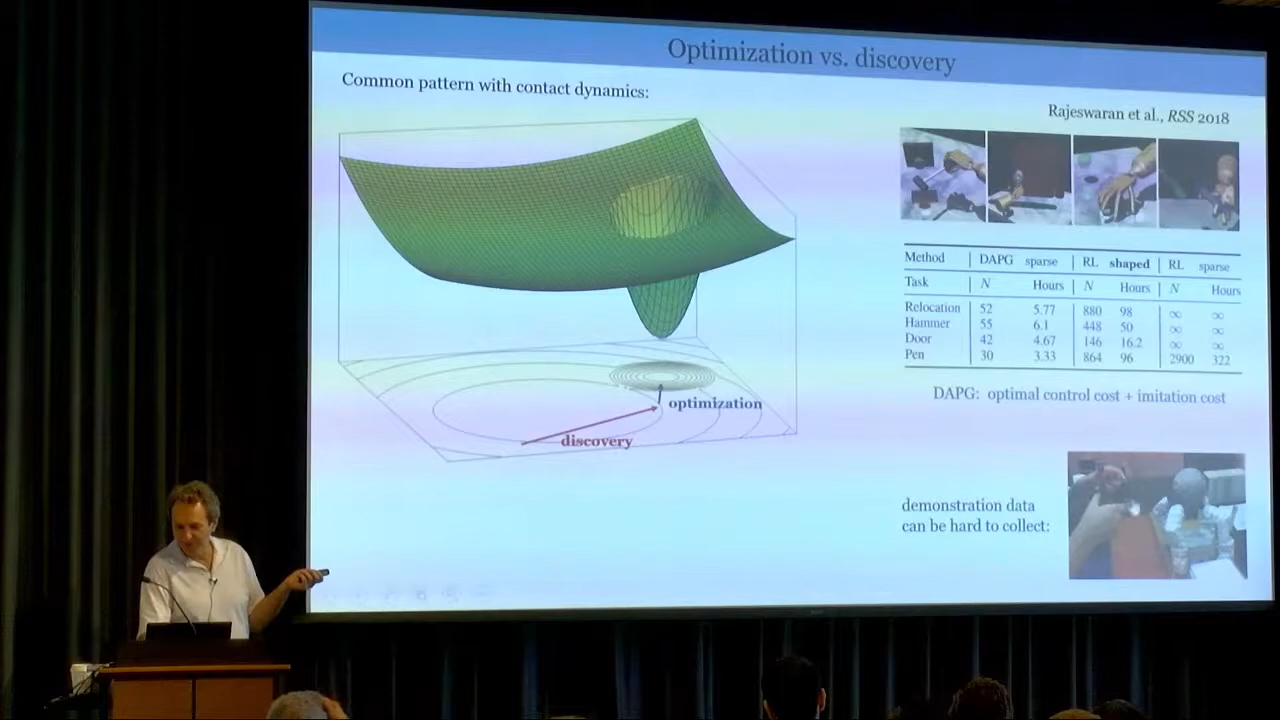 Optimization vs. discovery
Common pattern with contact dynamics:
optimization
discovery
Rajeswaran et al., RSS 2018
Method | DAPG sparse | RL shaped | RL sparse
Task | N Hours | N Hours | N Hours
Relocation 52 5.77 880 98 ∞ ∞
Hammer 55 6.1 448 50 ∞ ∞
Door 42 4.67 146 16.2 ∞ ∞
Pen 30 3.33 864 96 2900 322
DAPG: optimal control cost + imitation cost
demonstration data
can be hard to collect: